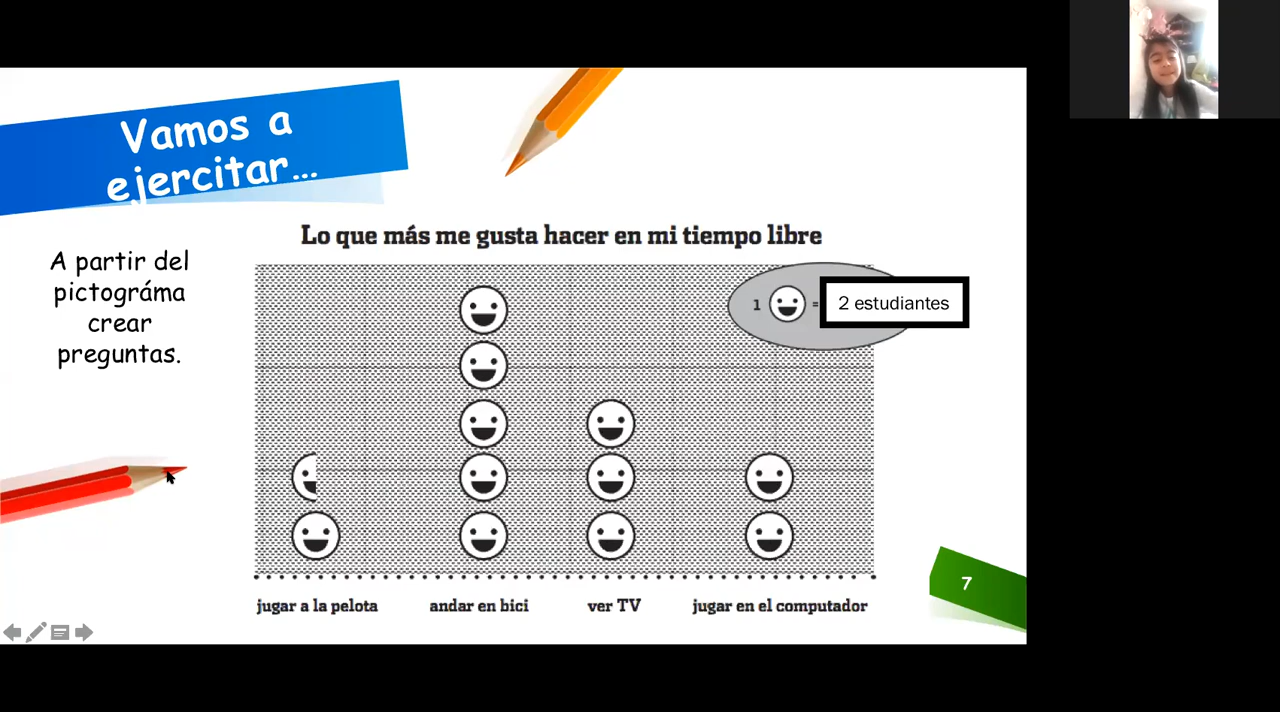 Vamos a
ejercitar...
A partir del
pictográma
crear
preguntas.
Lo que más me gusta hacer en mi tiempo libre
1 = 2 estudiantes
jugar a la pelota
andar en bici
ver TV
jugar en el computador
7